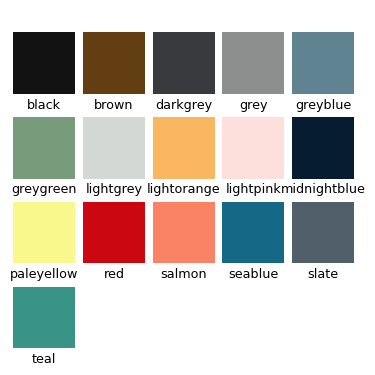 black brown darkgrey grey greyblue
greygreen lightgrey lightorange lightpink midnightblue
paleyellow red salmon seablue slate
teal